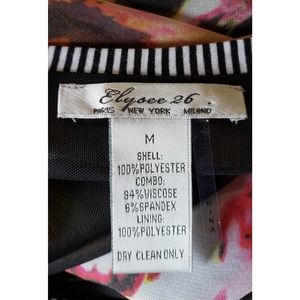 Elysee 26
PARIS NEW YORK MILANO
M
SHELL:
100%POLYESTER
COMBO:
94%VISCOSE
6%SPANDEX
LINING:
100%POLYESTER
DRY CLEAN ONLY